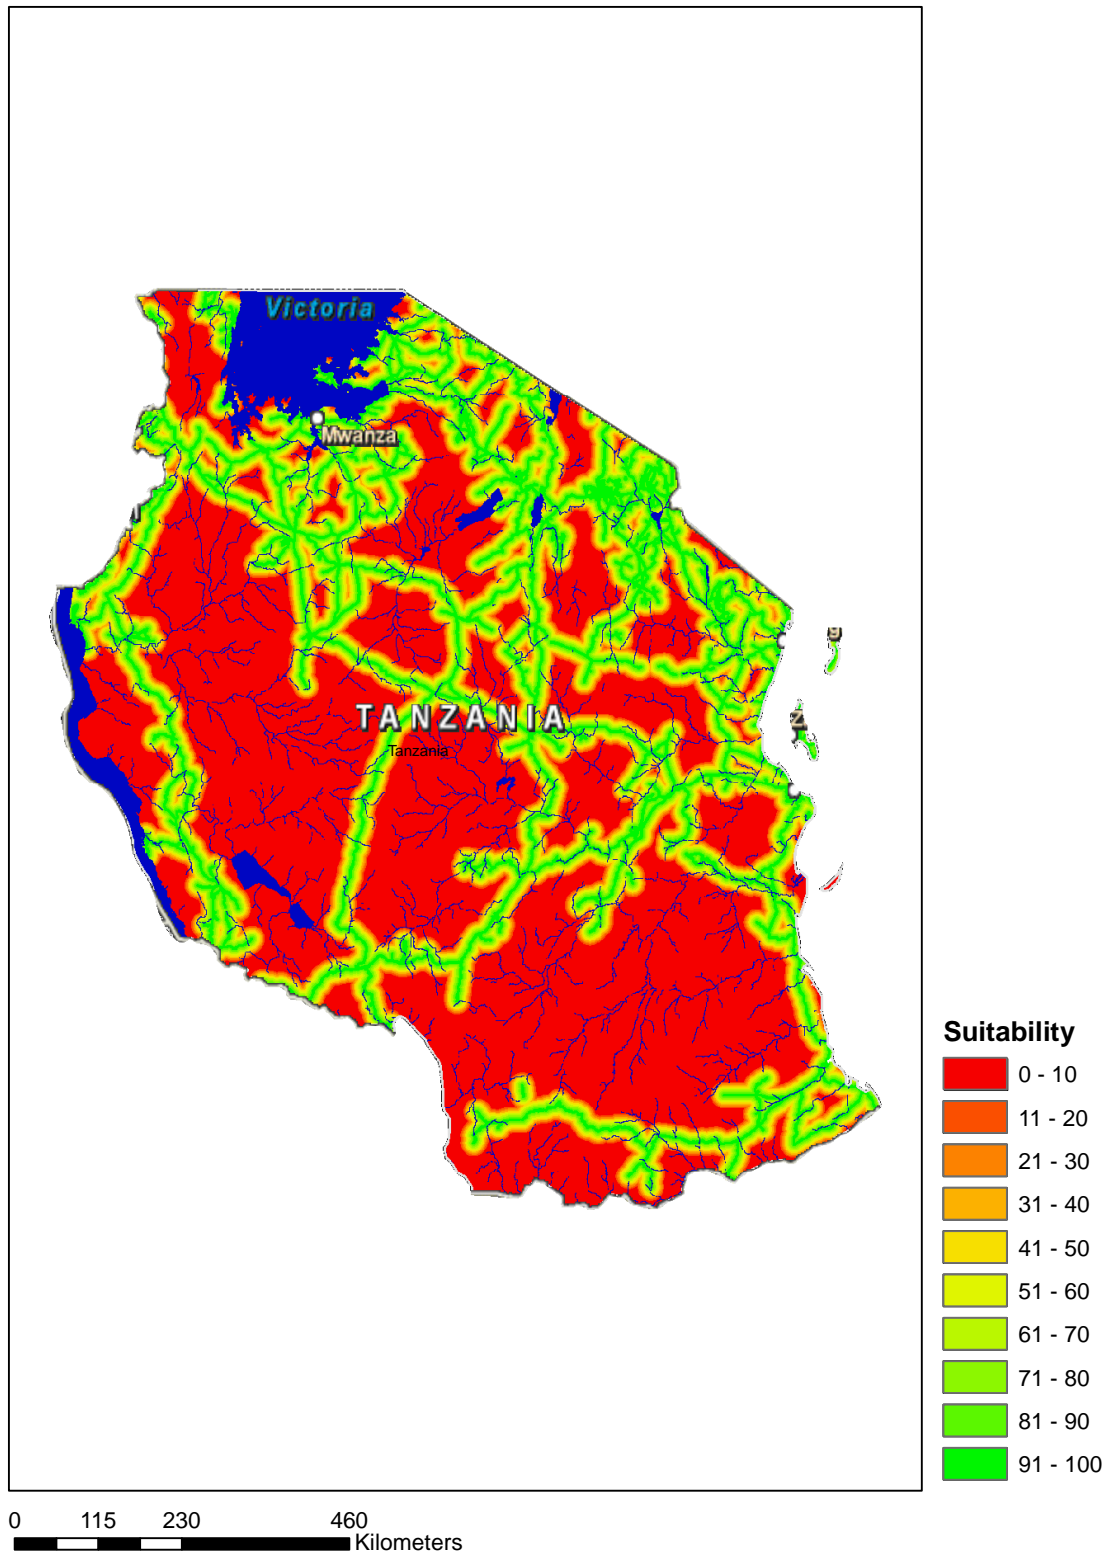 Victoria
Mwanza
TANZANIA
Tanzania
Z
Suitability
0 - 10
11 - 20
21 - 30
31 - 40
41 - 50
51 - 60
61 - 70
71 - 80
81 - 90
91 - 100
0 115 230 460
Kilometers